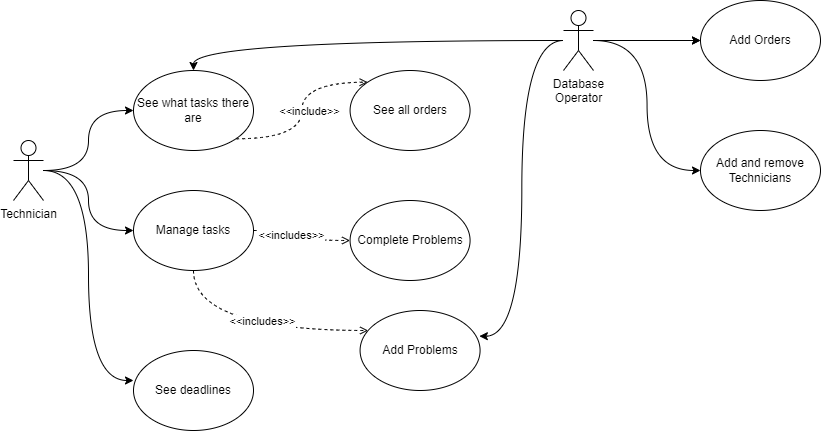 Add Orders
Database
Operator
See what tasks there
are
<<include>>
See all orders
Add and remove
Technicians
Technician
Manage tasks
<<includes>>
Complete Problems
<<includes>>
Add Problems
See deadlines